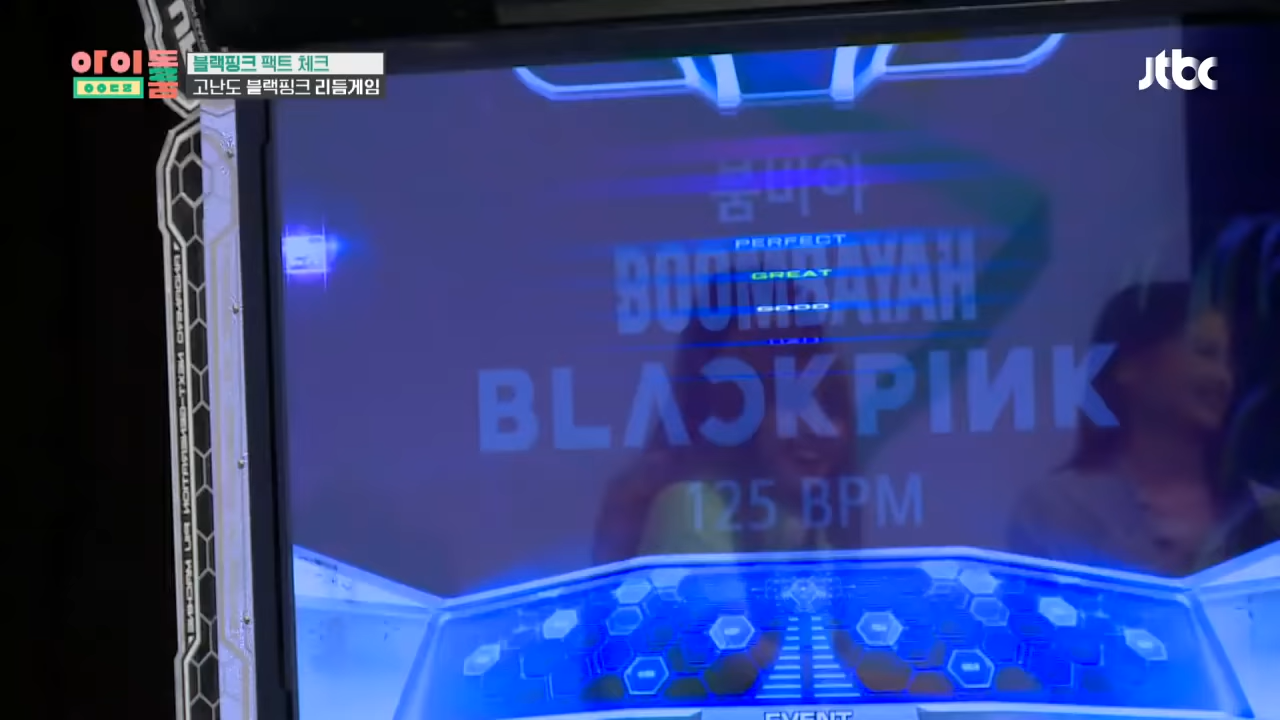 아이돌룸
블랙핑크 팩트 체크
고난도 블랙핑크 리듬게임
jtbc
붐바야
PERFECT
GREAT
BOOMBAYAH
GOOD
BLACKPINK
125 BPM
EVENT